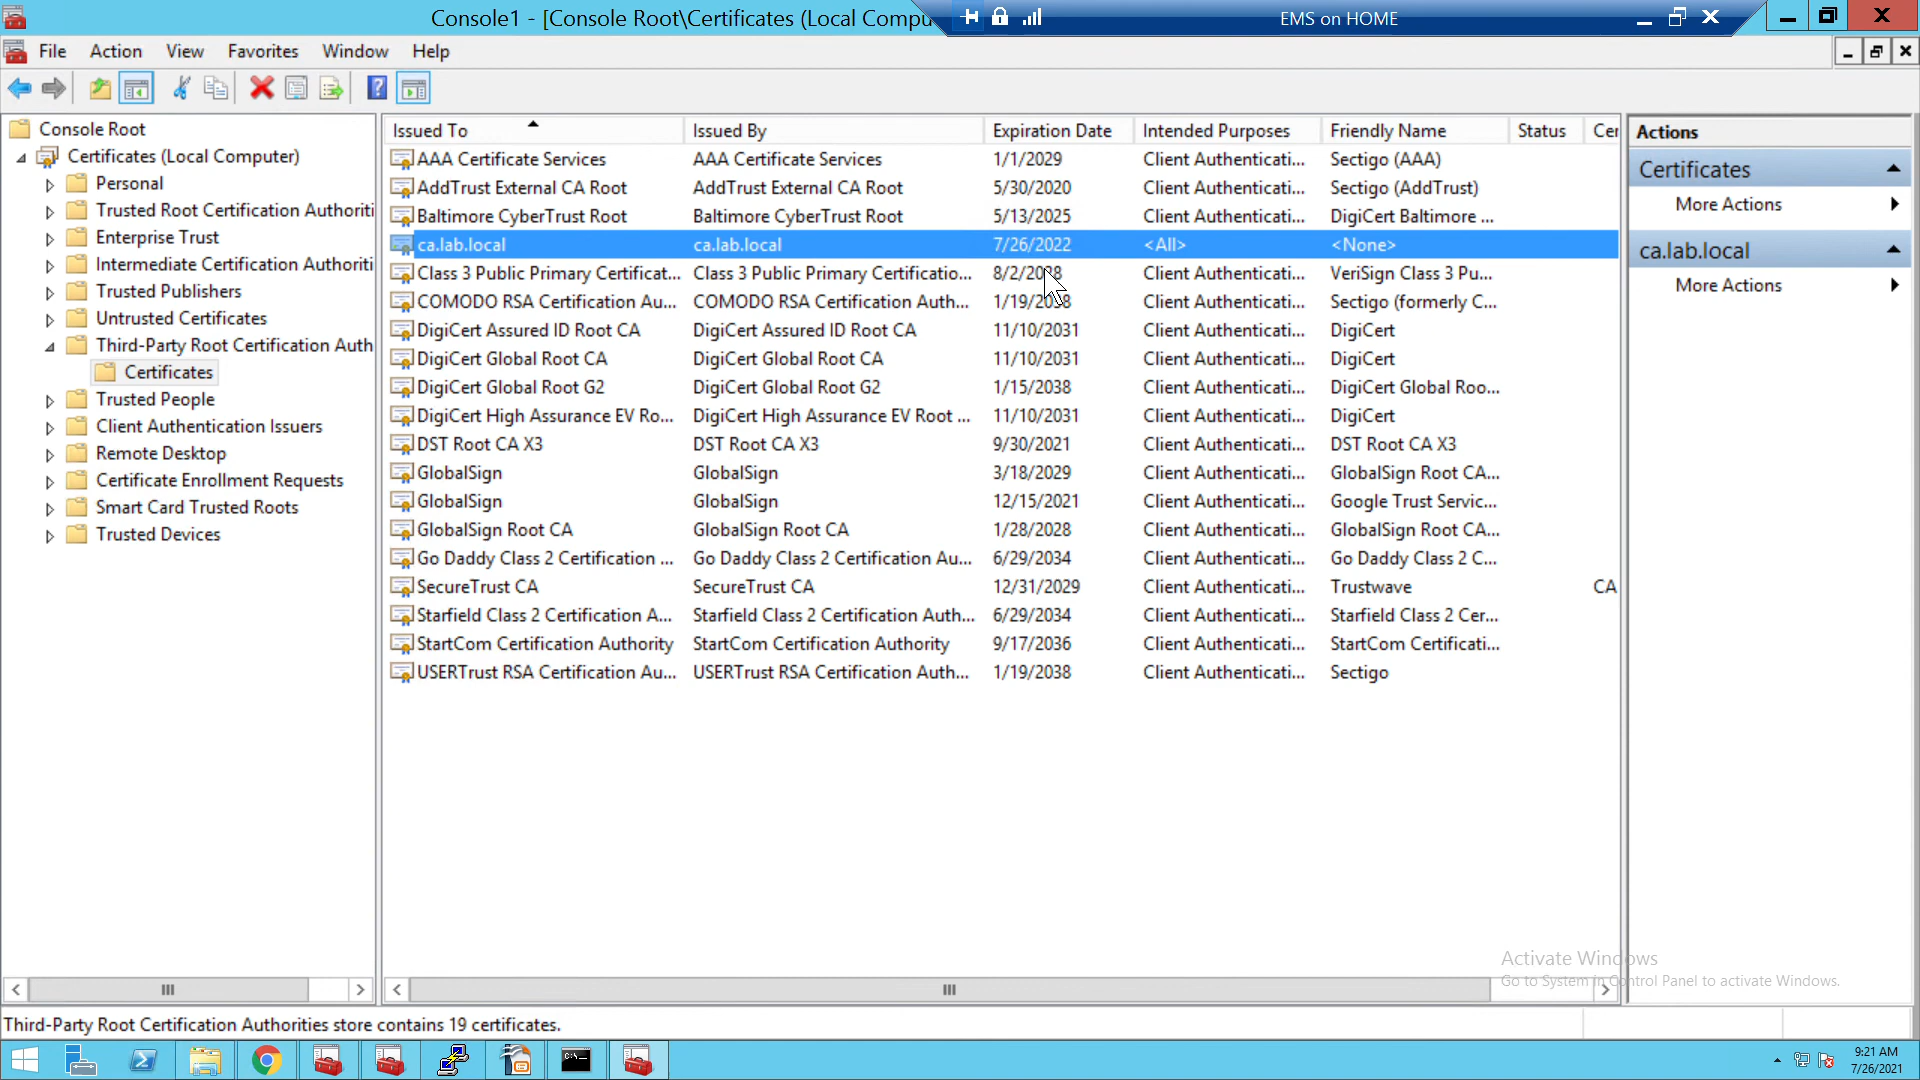 Console1 - [Console Root\Certificates (Local Compu
EMS on HOME
File Action View Favorites Window Help
Console Root
Certificates (Local Computer)
Personal
Trusted Root Certification Authoriti
Enterprise Trust
Intermediate Certification Authoriti
Trusted Publishers
Untrusted Certificates
Third-Party Root Certification Auth
Certificates
Trusted People
Client Authentication Issuers
Remote Desktop
Certificate Enrollment Requests
Smart Card Trusted Roots
Trusted Devices
Issued To Issued By Expiration Date Intended Purposes Friendly Name Status Cer
AAA Certificate Services AAA Certificate Services 1/1/2029 Client Authenticati... Sectigo (AAA)
AddTrust External CA Root AddTrust External CA Root 5/30/2020 Client Authenticati... Sectigo (AddTrust)
Baltimore CyberTrust Root Baltimore CyberTrust Root 5/13/2025 Client Authenticati... DigiCert Baltimore ...
ca.lab.local ca.lab.local 7/26/2022 <All> <None>
Class 3 Public Primary Certificat... Class 3 Public Primary Certificatio... 8/2/2028 Client Authenticati... VeriSign Class 3 Pu...
COMODO RSA Certification Au... COMODO RSA Certification Auth... 1/19/2038 Client Authenticati... Sectigo (formerly C...
DigiCert Assured ID Root CA DigiCert Assured ID Root CA 11/10/2031 Client Authenticati... DigiCert
DigiCert Global Root CA DigiCert Global Root CA 11/10/2031 Client Authenticati... DigiCert
DigiCert Global Root G2 DigiCert Global Root G2 1/15/2038 Client Authenticati... DigiCert Global Roo...
DigiCert High Assurance EV Ro... DigiCert High Assurance EV Root ... 11/10/2031 Client Authenticati... DigiCert
DST Root CA X3 DST Root CA X3 9/30/2021 Client Authenticati... DST Root CA X3
GlobalSign GlobalSign 3/18/2029 Client Authenticati... GlobalSign Root CA...
GlobalSign GlobalSign 12/15/2021 Client Authenticati... Google Trust Servic...
GlobalSign Root CA GlobalSign Root CA 1/28/2028 Client Authenticati... GlobalSign Root CA...
Go Daddy Class 2 Certification ... Go Daddy Class 2 Certification Au... 6/29/2034 Client Authenticati... Go Daddy Class 2 C...
SecureTrust CA SecureTrust CA 12/31/2029 Client Authenticati... Trustwave CA
Starfield Class 2 Certification A... Starfield Class 2 Certification Auth... 6/29/2034 Client Authenticati... Starfield Class 2 Cer...
StartCom Certification Authority StartCom Certification Authority 9/17/2036 Client Authenticati... StartCom Certificati...
USERTrust RSA Certification Au... USERTrust RSA Certification Auth... 1/19/2038 Client Authenticati... Sectigo
Actions
Certificates
More Actions
ca.lab.local
More Actions
Activate Windows
Go to System in Control Panel to activate Windows.
Third-Party Root Certification Authorities store contains 19 certificates.
9:21 AM
7/26/2021